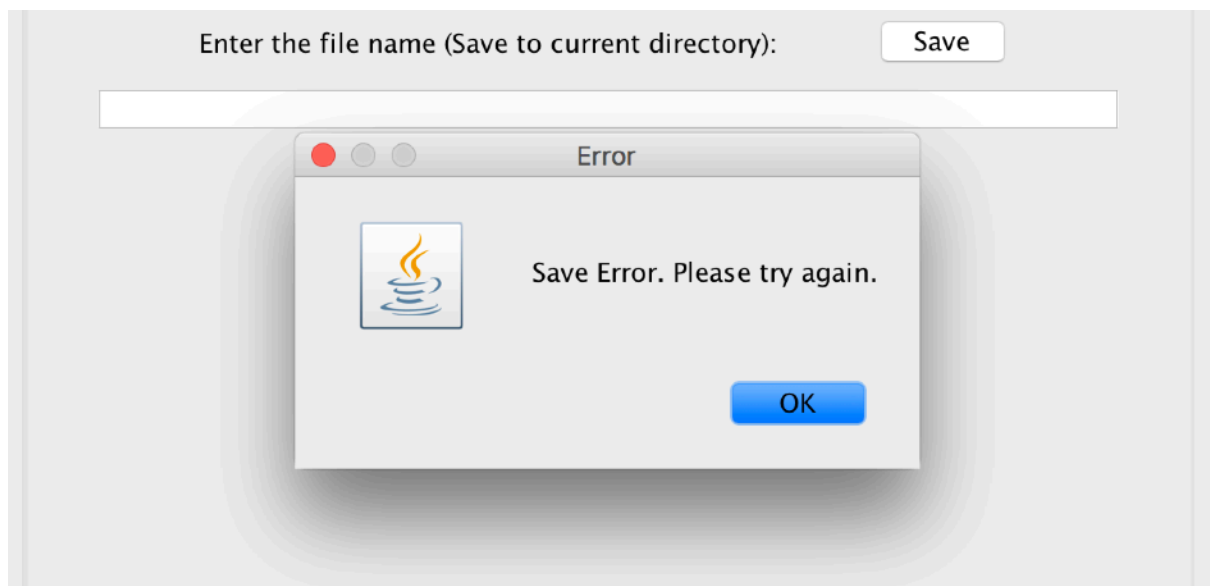 Enter the file name (Save to current directory):
Save
Error
Save Error. Please try again.
OK